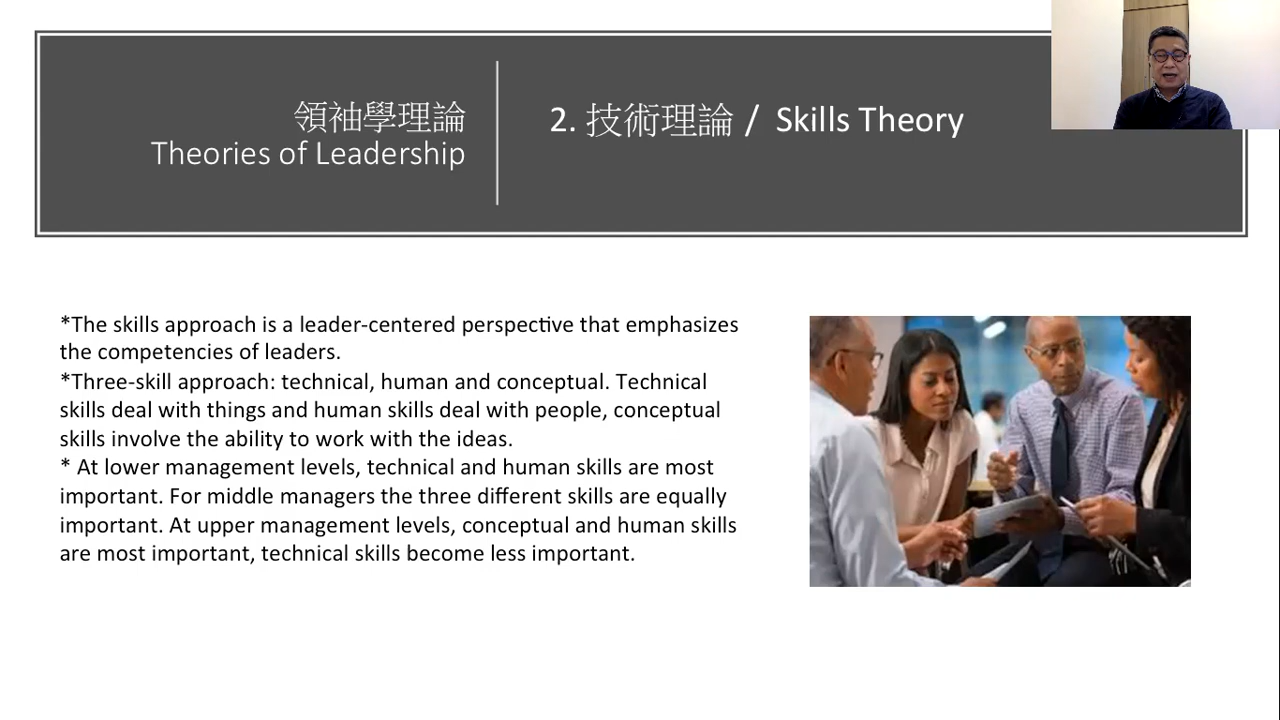 領袖學理論
Theories of Leadership
2. 技術理論 / Skills Theory
*The skills approach is a leader-centered perspective that emphasizes
the competencies of leaders.
*Three-skill approach: technical, human and conceptual. Technical
skills deal with things and human skills deal with people, conceptual
skills involve the ability to work with the ideas.
* At lower management levels, technical and human skills are most
important. For middle managers the three different skills are equally
important. At upper management levels, conceptual and human skills
are most important, technical skills become less important.